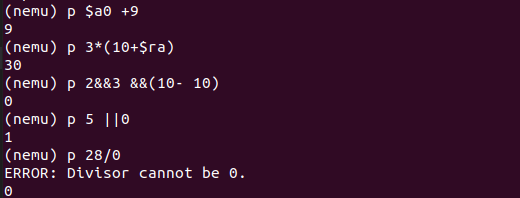 (nemu) p $a0 +9
9
(nemu) p 3*(10+$ra)
30
(nemu) p 2&&3 &&(10- 10)
0
(nemu) p 5 ||0
1
(nemu) p 28/0
ERROR: Divisor cannot be 0.
0